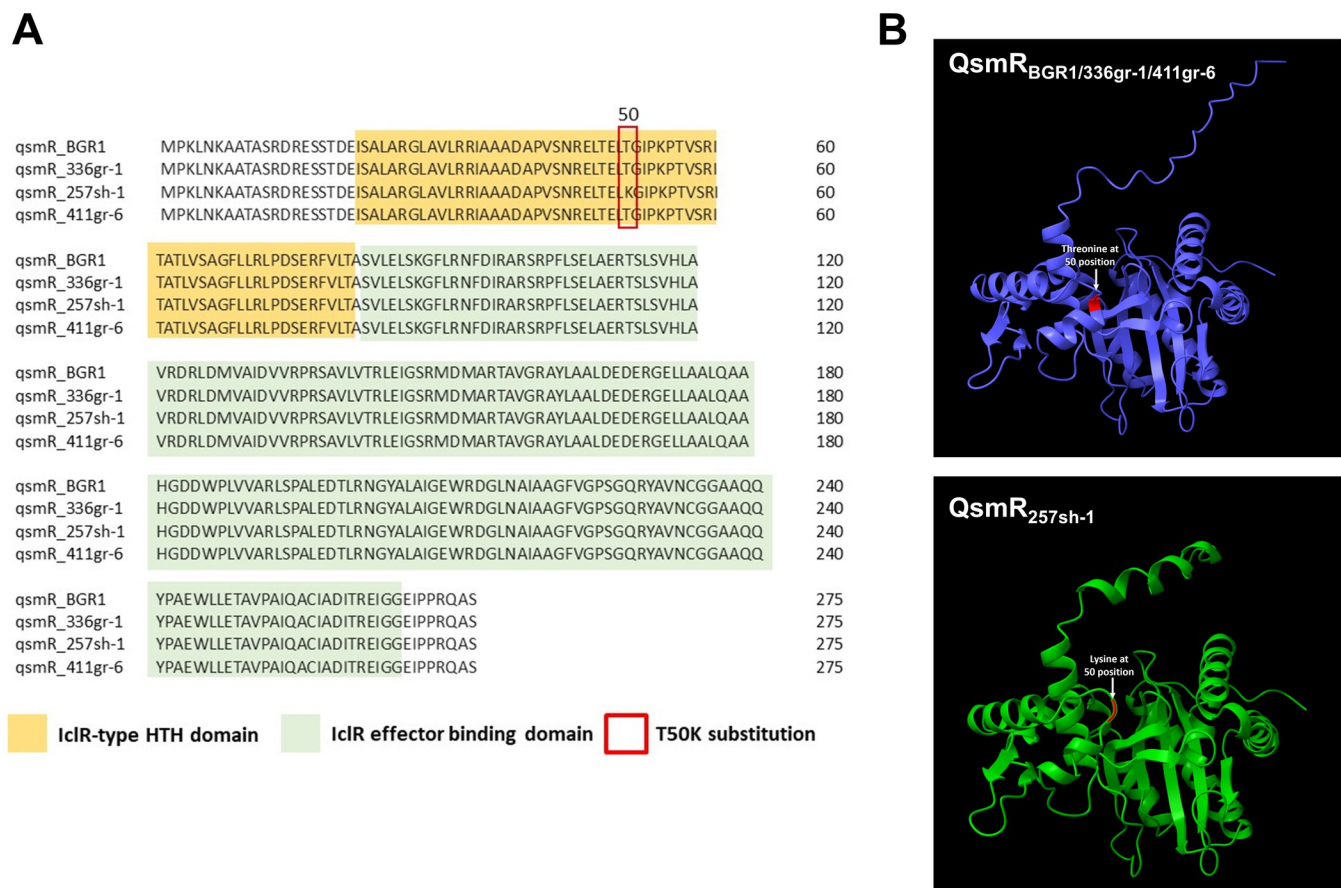 A
50
qsmR_BGR1 MPKLNKAATASRDRESSTDEISALARGLAVLRRIAAADAPVSNRELTELTGIPKPTVSRI 60
qsmR_336gr-1 MPKLNKAATASRDRESSTDEISALARGLAVLRRIAAADAPVSNRELTELTGIPKPTVSRI 60
qsmR_257sh-1 MPKLNKAATASRDRESSTDEISALARGLAVLRRIAAADAPVSNRELTELKGIPKPTVSRI 60
qsmR_411gr-6 MPKLNKAATASRDRESSTDEISALARGLAVLRRIAAADAPVSNRELTELTGIPKPTVSRI 60
qsmR_BGR1 TATLVSAGFLLRLPDSERFVLTASVLELSKGFLRNFDIRARSRPFLSELAERTSLSVHLA 120
qsmR_336gr-1 TATLVSAGFLLRLPDSERFVLTASVLELSKGFLRNFDIRARSRPFLSELAERTSLSVHLA 120
qsmR_257sh-1 TATLVSAGFLLRLPDSERFVLTASVLELSKGFLRNFDIRARSRPFLSELAERTSLSVHLA 120
qsmR_411gr-6 TATLVSAGFLLRLPDSERFVLTASVLELSKGFLRNFDIRARSRPFLSELAERTSLSVHLA 120
qsmR_BGR1 VRDRLDMVAIDVVRPRSAVLVTRLEIGSRMDMARTAVGRAYLAALDEDERGELLAALQAA 180
qsmR_336gr-1 VRDRLDMVAIDVVRPRSAVLVTRLEIGSRMDMARTAVGRAYLAALDEDERGELLAALQAA 180
qsmR_257sh-1 VRDRLDMVAIDVVRPRSAVLVTRLEIGSRMDMARTAVGRAYLAALDEDERGELLAALQAA 180
qsmR_411gr-6 VRDRLDMVAIDVVRPRSAVLVTRLEIGSRMDMARTAVGRAYLAALDEDERGELLAALQAA 180
qsmR_BGR1 HGDDWPLVVARLSPALEDTLRNGYALAIGEWRDGLNAIAAGFVGPSGQRYAVNCGGAAQQ 240
qsmR_336gr-1 HGDDWPLVVARLSPALEDTLRNGYALAIGEWRDGLNAIAAGFVGPSGQRYAVNCGGAAQQ 240
qsmR_257sh-1 HGDDWPLVVARLSPALEDTLRNGYALAIGEWRDGLNAIAAGFVGPSGQRYAVNCGGAAQQ 240
qsmR_411gr-6 HGDDWPLVVARLSPALEDTLRNGYALAIGEWRDGLNAIAAGFVGPSGQRYAVNCGGAAQQ 240
qsmR_BGR1 YPAEWLLETAVPAIQACIADITREIGGEIPPRQAS 275
qsmR_336gr-1 YPAEWLLETAVPAIQACIADITREIGGEIPPRQAS 275
qsmR_257sh-1 YPAEWLLETAVPAIQACIADITREIGGEIPPRQAS 275
qsmR_411gr-6 YPAEWLLETAVPAIQACIADITREIGGEIPPRQAS 275
IclR-type HTH domain IclR effector binding domain T50K substitution
B
QsmR BGR1/336gr-1/411gr-6
Threonine at
50 position
QsmR 257sh-1
Lysine at
50 position